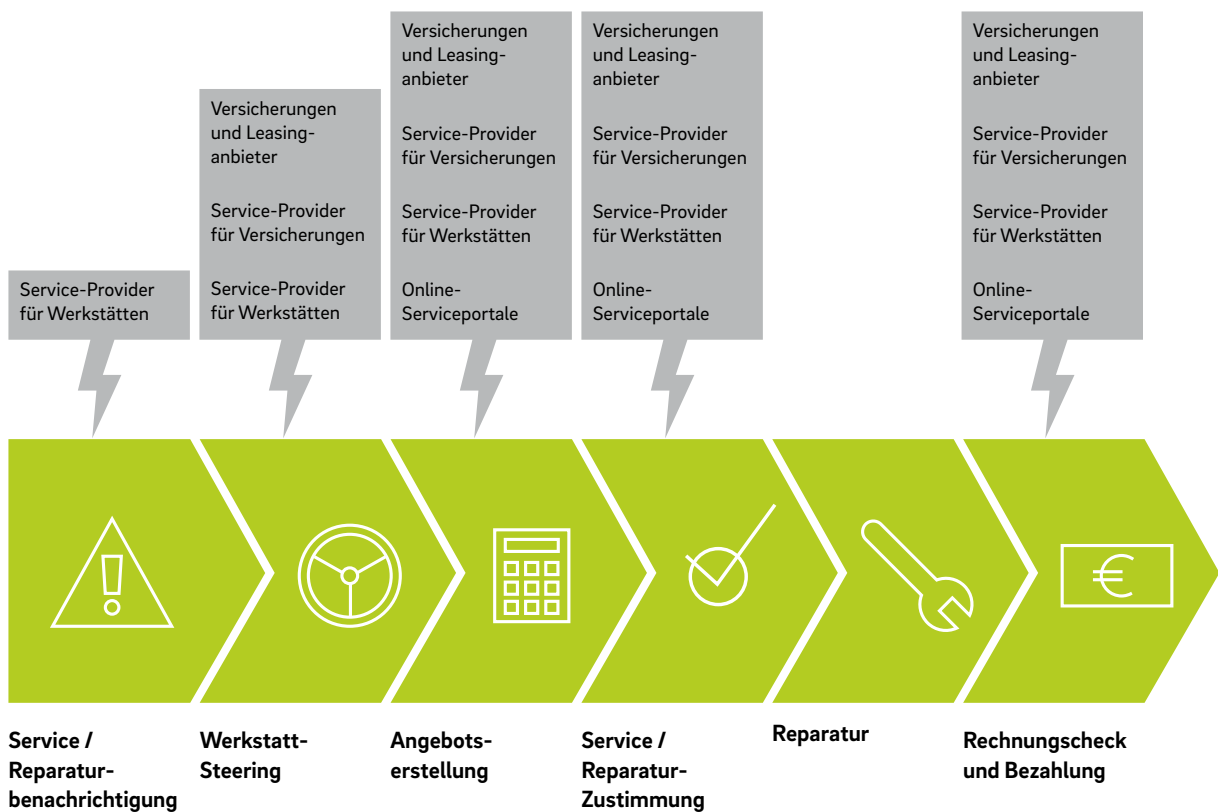 Service-Provider
für Werkstätten
Versicherungen
und Leasing-
anbieter
Service-Provider
für Versicherungen
Service-Provider
für Werkstätten
Versicherungen
und Leasing-
anbieter
Service-Provider
für Versicherungen
Service-Provider
für Werkstätten
Online-
Serviceportale
Versicherungen
und Leasing-
anbieter
Service-Provider
für Versicherungen
Service-Provider
für Werkstätten
Online-
Serviceportale
Versicherungen
und Leasing-
anbieter
Service-Provider
für Versicherungen
Service-Provider
für Werkstätten
Online-
Serviceportale
€
Service /
Reparatur-
benachrichtigung
Werkstatt-
Steering
Angebots-
erstellung
Service /
Reparatur-
Zustimmung
Reparatur
Rechnungscheck
und Bezahlung